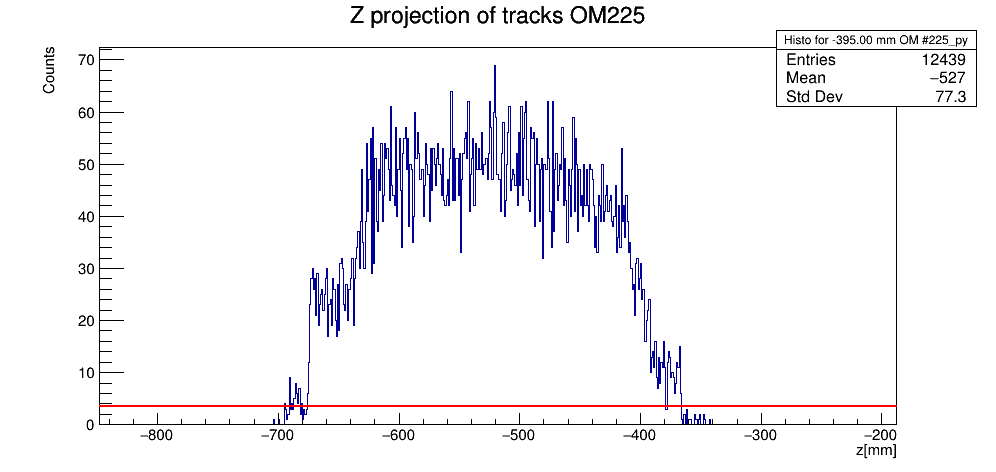 Z projection of tracks OM225
Histo for -395.00 mm OM #225_py
Entries 12439
Mean −527
Std Dev 77.3
Counts
70
60
50
40
30
20
10
0
−800 −700 −600 −500 −400 −300 −200
z[mm]